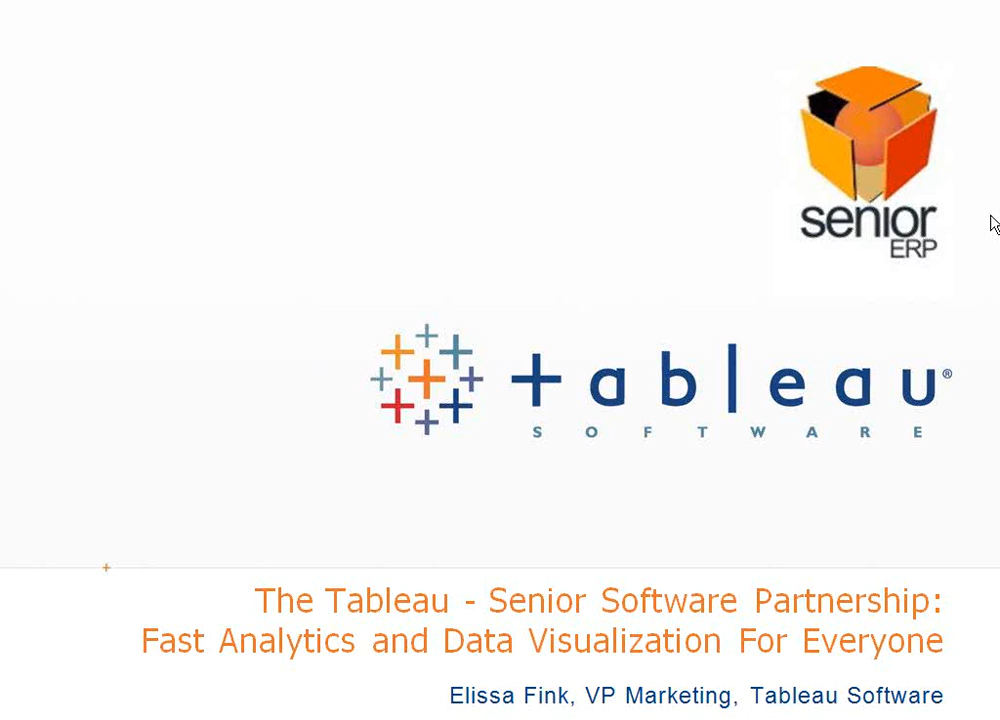 senior
ERP
+ableau®
SOFTWARE
The Tableau - Senior Software Partnership:
Fast Analytics and Data Visualization For Everyone
Elissa Fink, VP Marketing, Tableau Software